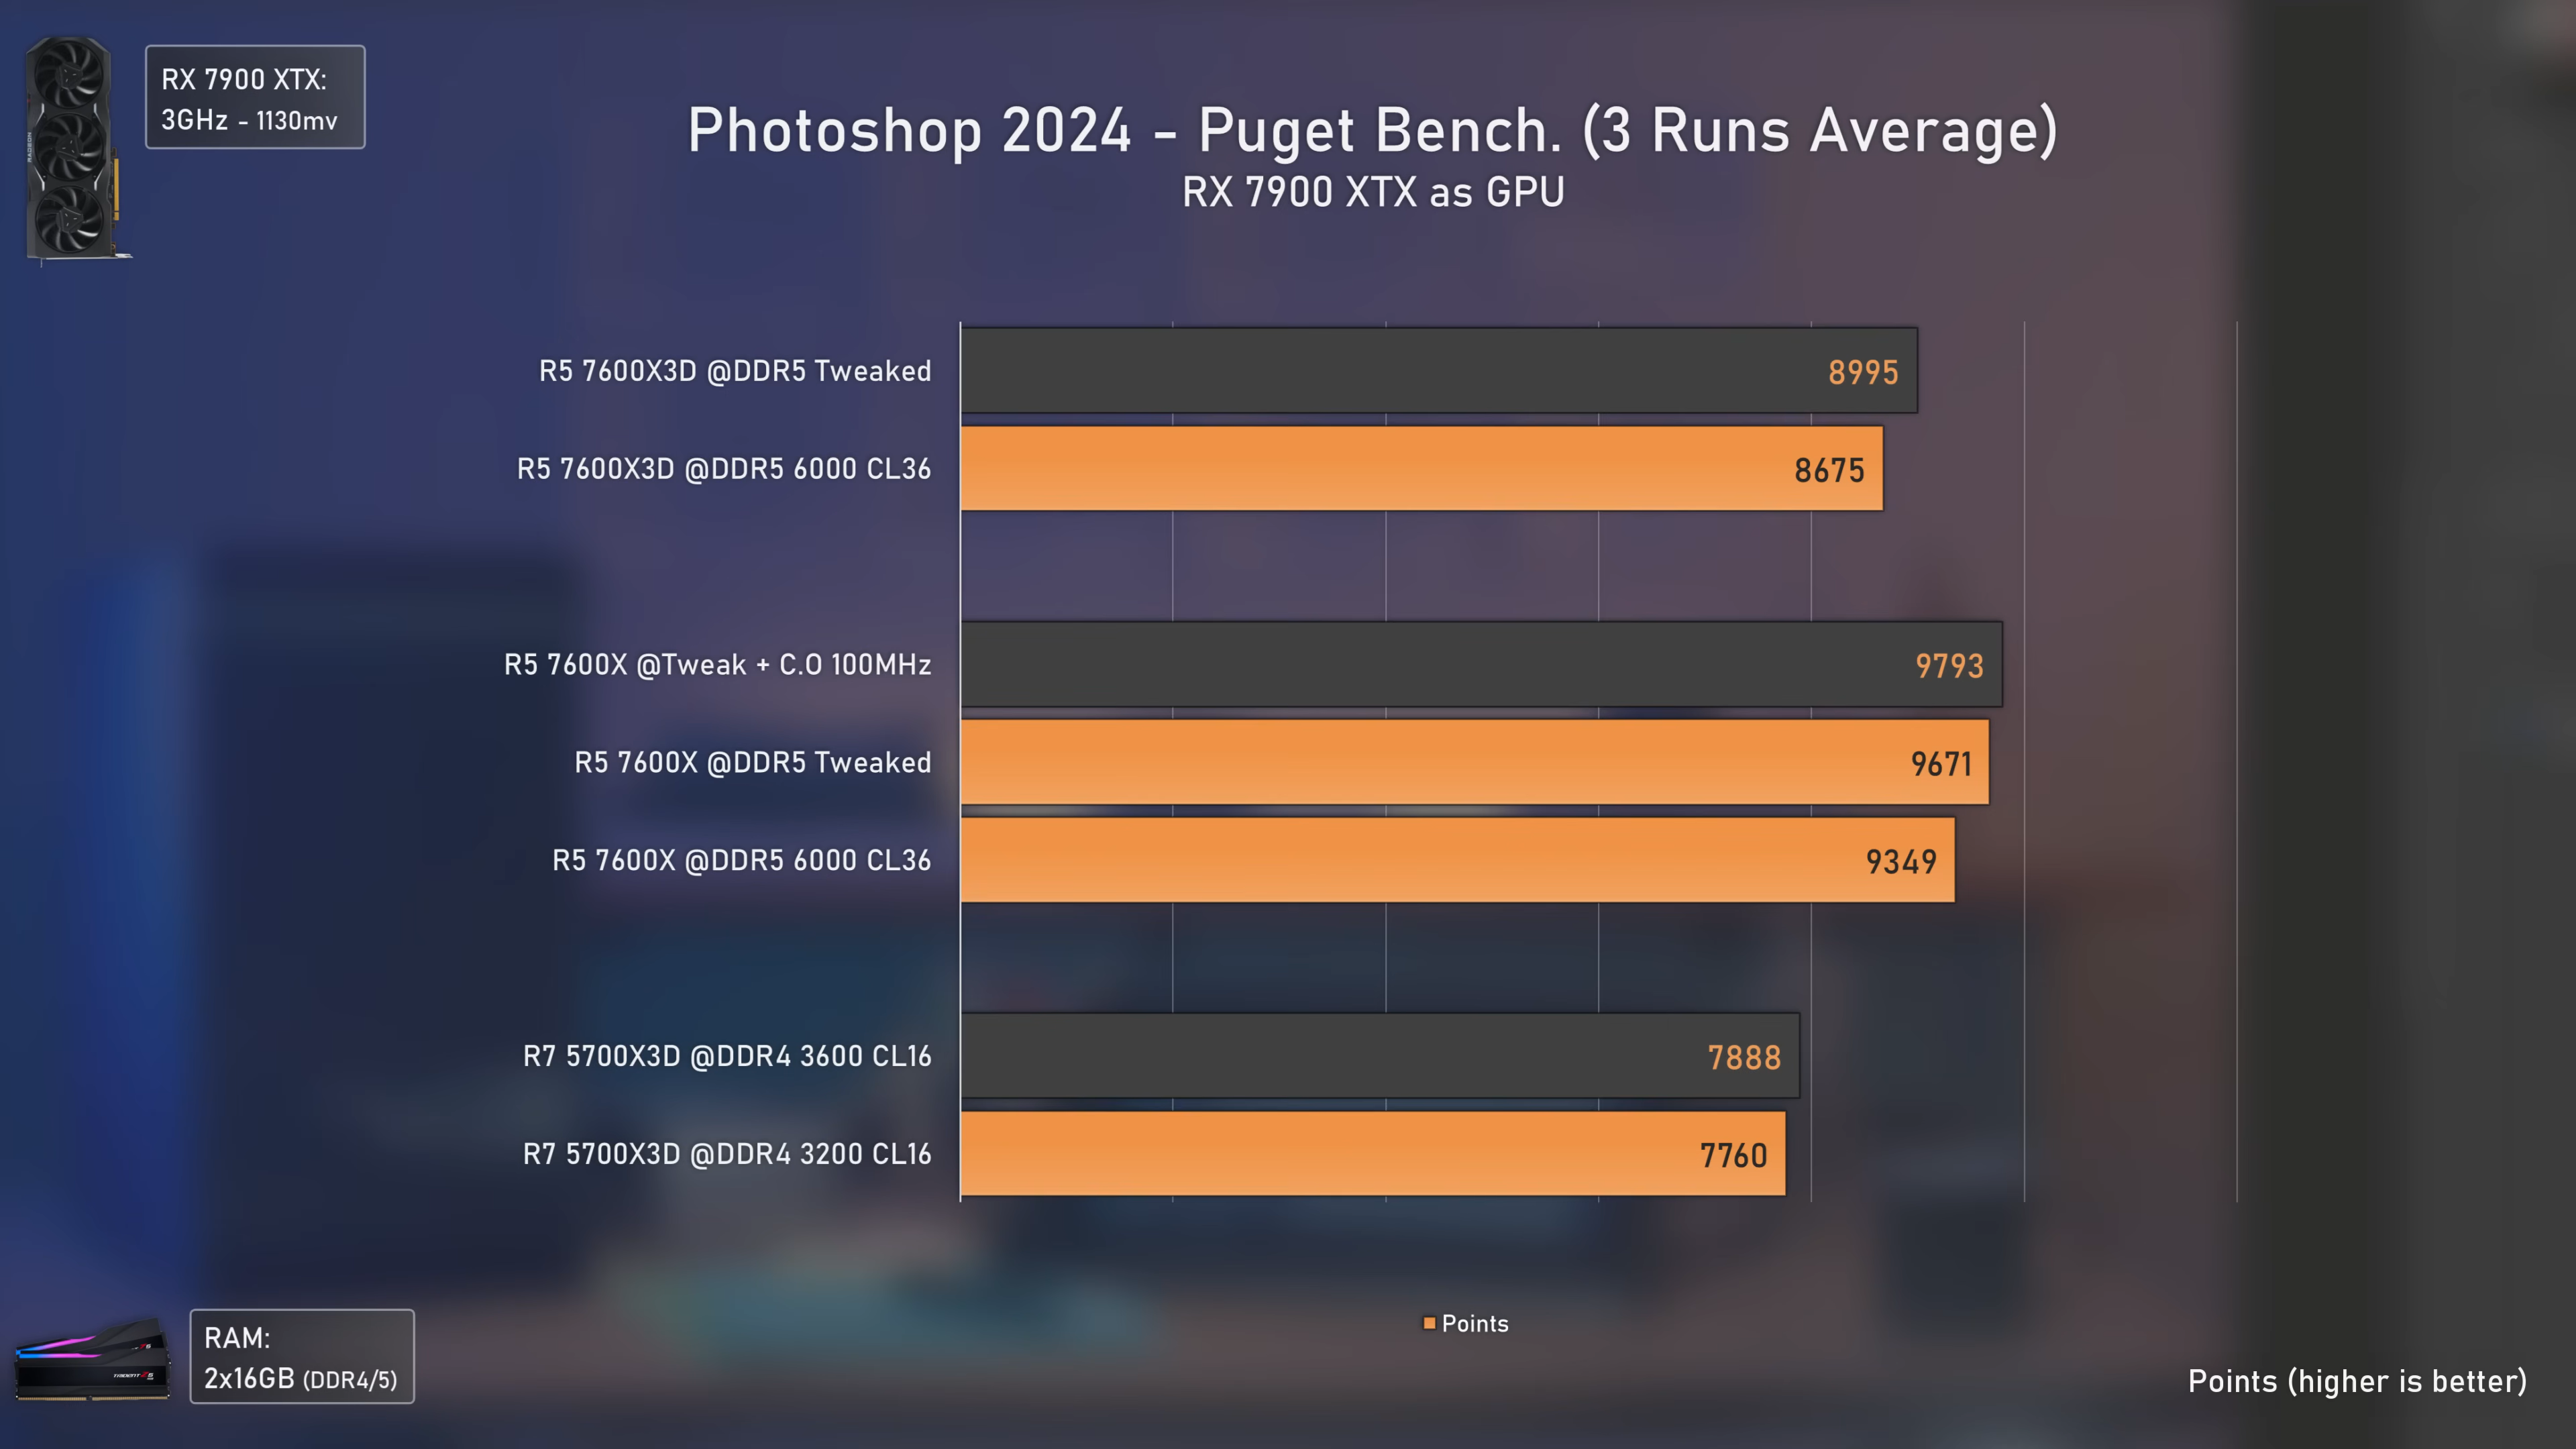 RX 7900 XTX:
3GHz - 1130mv
Photoshop 2024 - Puget Bench. (3 Runs Average)
RX 7900 XTX as GPU
R5 7600X3D @DDR5 Tweaked
8995
R5 7600X3D @DDR5 6000 CL36
8675
R5 7600X @Tweak + C.O 100MHz
9793
R5 7600X @DDR5 Tweaked
9671
R5 7600X @DDR5 6000 CL36
9349
R7 5700X3D @DDR4 3600 CL16
7888
R7 5700X3D @DDR4 3200 CL16
7760
Points
RAM:
2x16GB (DDR4/5)
Points (higher is better)
RADEON
TRIDENT Z5